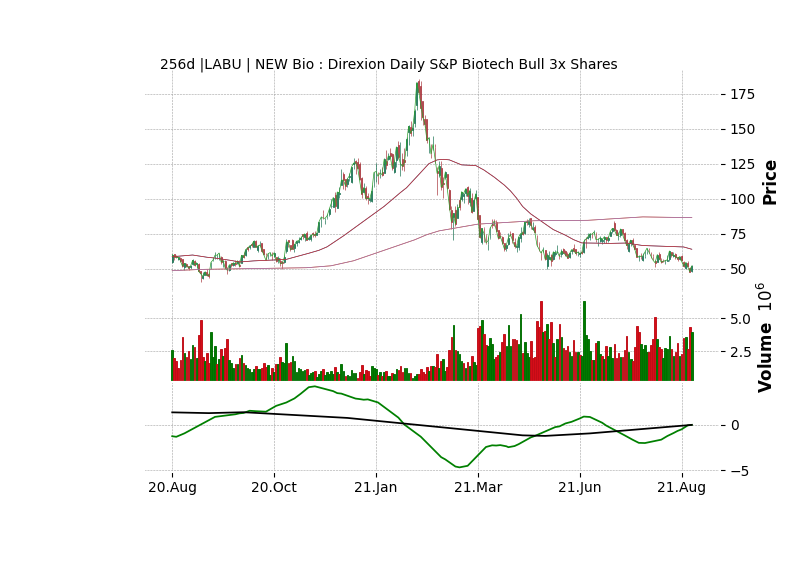 256d |LABU | NEW Bio : Direxion Daily S&P Biotech Bull 3x Shares
175
150
125
100
75
50
Price
5.0
2.5
Volume 10^6
0
−5
20.Aug 20.Oct 21.Jan 21.Mar 21.Jun 21.Aug